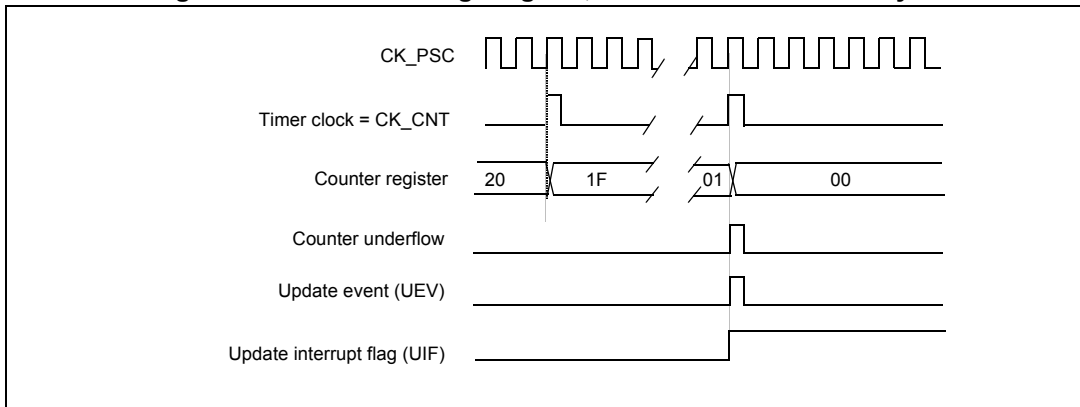 CK_PSC
Timer clock = CK_CNT
Counter register 20 1F 01 00
Counter underflow
Update event (UEV)
Update interrupt flag (UIF)